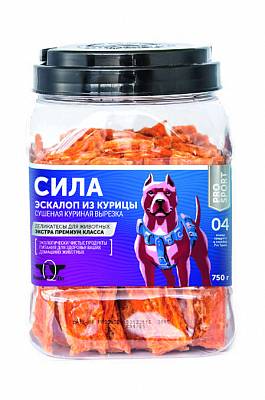 СИЛА
ЭСКАЛОП ИЗ КУРИЦЫ
СУШЕНАЯ КУРИНАЯ ВЫРЕЗКА
ДЕЛИКАТЕСЫ ДЛЯ ЖИВОТНЫХ
ЭКСТРА ПРЕМИУМ КЛАССА
ЭКОЛОГИЧЕСКИ ЧИСТЫЕ ПРОДУКТЫ
ПИТАНИЯ ДЛЯ ЗДОРОВЬЯ ВАШИХ
ДОМАШНИХ ЖИВОТНЫХ
PRO
SPORT
04
750 г